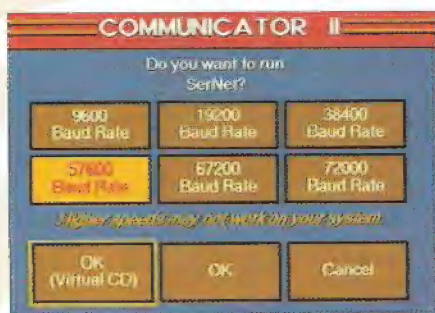 COMMUNICATOR II
Do you want to run
SerNet?
9600 19200 38400
Baud Rate Baud Rate Baud Rate
57600 67200 72000
Baud Rate Baud Rate Baud Rate
Higher speeds may not work on your system.
OK
(Virtual CD) OK Cancel